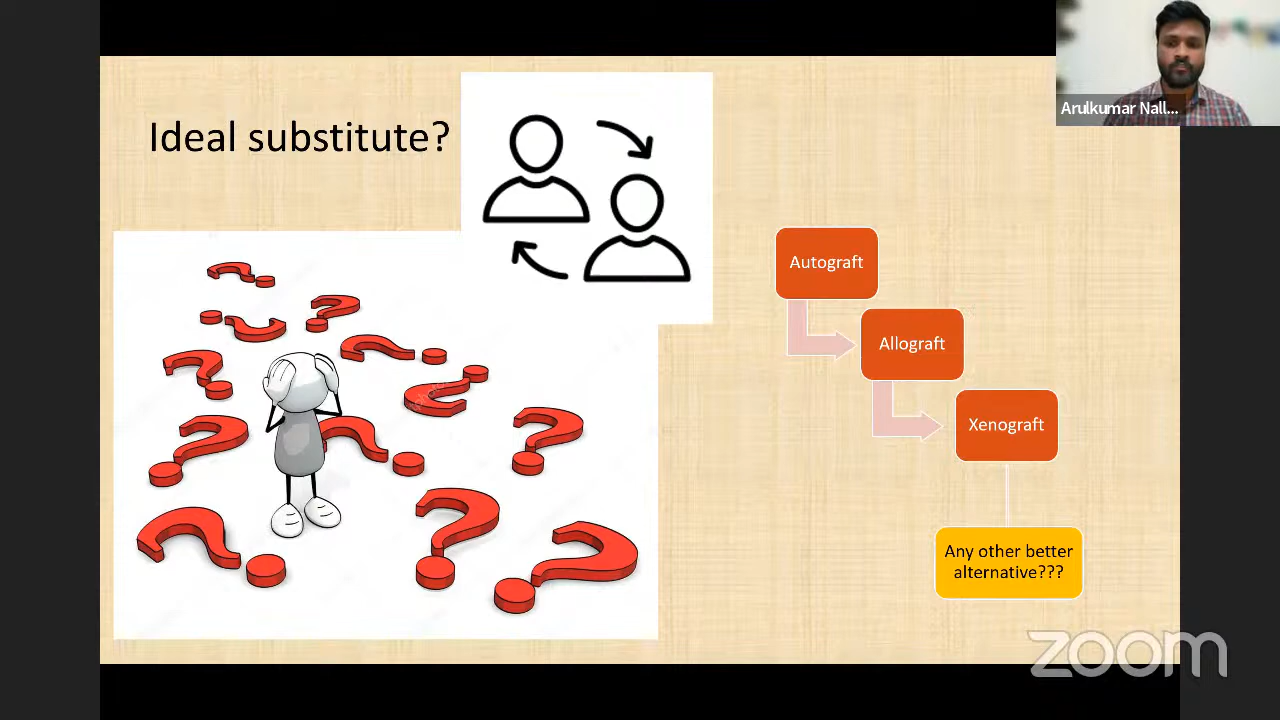 Ideal substitute?
Arulkumar Nall...
Autograft
Allograft
Xenograft
Any other better
alternative???
zoom